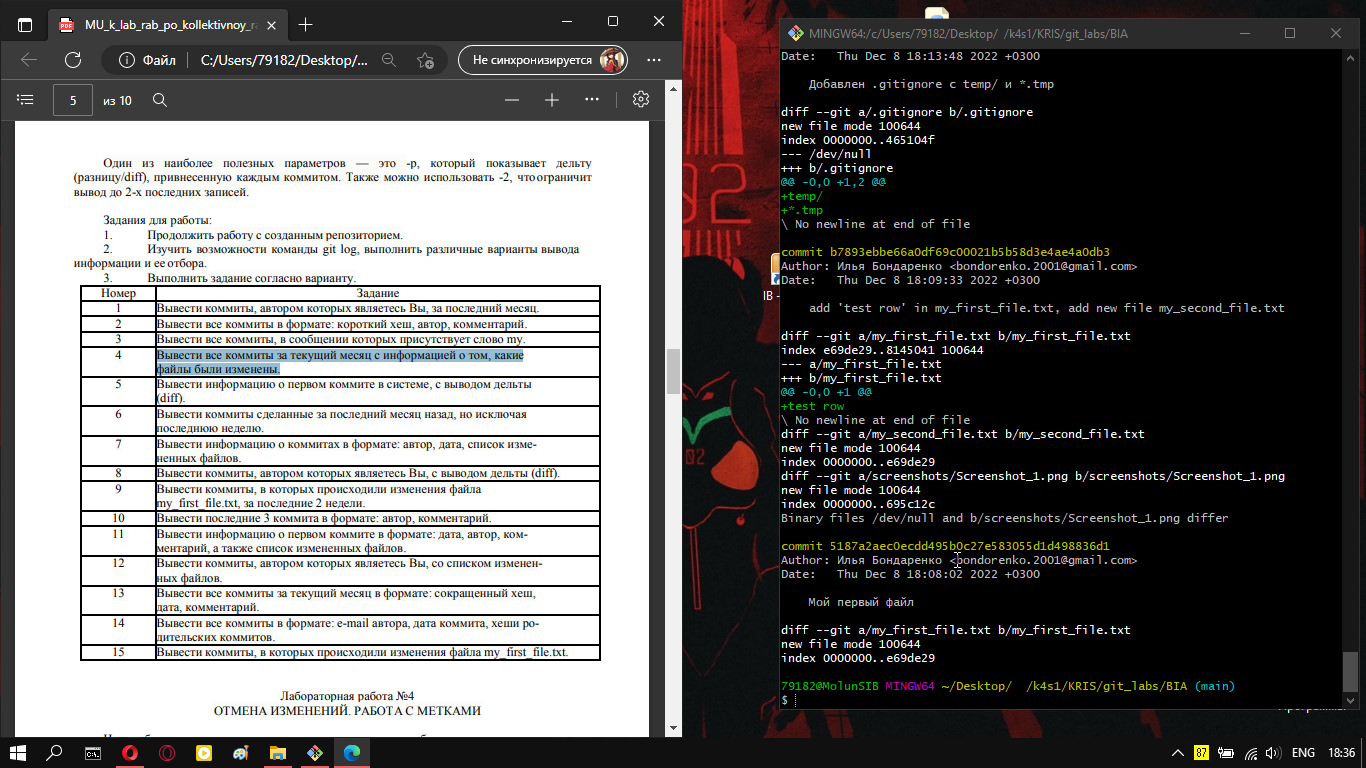 MU_k_lab_rab_po_kollektivnoy_r
Файл
C:/Users/79182/Desktop/...
Не синхронизируется
5
из 10
Один из наиболее полезных параметров — это -p, который показывает дельту
(разницу/diff), привнесенную каждым коммитом. Также можно использовать -2, что ограничит
вывод до 2-х последних записей.
Задания для работы:
1. Продолжить работу с созданным репозиторием.
2. Изучить возможности команды git log, выполнить различные варианты вывода
информации и ее отбора.
3. Выполнить задание согласно варианту.
Номер Задание
1 Вывести коммиты, автором которых являетесь Вы, за последний месяц.
2 Вывести все коммиты в формате: короткий хеш, автор, комментарий.
3 Вывести все коммиты, в сообщении которых присутствует слово my.
4 Вывести все коммиты за текущий месяц с информацией о том, какие
файлы были изменены.
5 Вывести информацию о первом коммите в системе, с выводом дельты
(diff).
6 Вывести коммиты сделанные за последний месяц назад, но исключая
последнюю неделю.
7 Вывести информацию о коммитах в формате: автор, дата, список изме-
ненных файлов.
8 Вывести коммиты, автором которых являетесь Вы, с выводом дельты (diff).
9 Вывести коммиты, в которых происходили изменения файла
my_first_file.txt, за последние 2 недели.
10 Вывести последние 3 коммита в формате: автор, комментарий.
11 Вывести информацию о первом коммите в формате: дата, автор, ком-
ментарий, а также список измененных файлов.
12 Вывести коммиты, автором которых являетесь Вы, со списком изменен-
ных файлов.
13 Вывести все коммиты за текущий месяц в формате: сокращенный хеш,
дата, комментарий.
14 Вывести все коммиты в формате: e-mail автора, дата коммита, хеши ро-
дительских коммитов.
15 Вывести коммиты, в которых происходили изменения файла my_first_file.txt.
Лабораторная работа №4
ОТМЕНА ИЗМЕНЕНИЙ. РАБОТА С МЕТКАМИ
MINGW64:/c/Users/79182/Desktop/ /k4s1/KRIS/git_labs/BIA
Date:   Thu Dec 8 18:13:48 2022 +0300
Добавлен .gitignore с temp/ и *.tmp
diff --git a/.gitignore b/.gitignore
new file mode 100644
index 0000000..465104f
--- /dev/null
+++ b/.gitignore
@@ -0,0 +1,2 @@
+temp/
+*.tmp
\ No newline at end of file
commit b7893ebbe66a0df69c00021b5b58d3e4ae4a0db3
Author: Илья Бондаренко <bondorenko.2001@gmail.com>
Date:   Thu Dec 8 18:09:33 2022 +0300
add 'test row' in my_first_file.txt, add new file my_second_file.txt
diff --git a/my_first_file.txt b/my_first_file.txt
index e69de29..8145041 100644
--- a/my_first_file.txt
+++ b/my_first_file.txt
@@ -0,0 +1 @@
+test row
\ No newline at end of file
diff --git a/my_second_file.txt b/my_second_file.txt
new file mode 100644
index 0000000..e69de29
diff --git a/screenshots/Screenshot_1.png b/screenshots/Screenshot_1.png
new file mode 100644
index 0000000..695c12c
Binary files /dev/null and b/screenshots/Screenshot_1.png differ
commit 5187a2aec0ecdd495b0c27e583055d1d498836d1
Author: Илья Бондаренко <bondorenko.2001@gmail.com>
Date:   Thu Dec 8 18:08:02 2022 +0300
Мой первый файл
diff --git a/my_first_file.txt b/my_first_file.txt
new file mode 100644
index 0000000..e69de29
79182@MolunSIB MINGW64 ~/Desktop/ /k4s1/KRIS/git_labs/BIA (main)
$
87
ENG
18:36